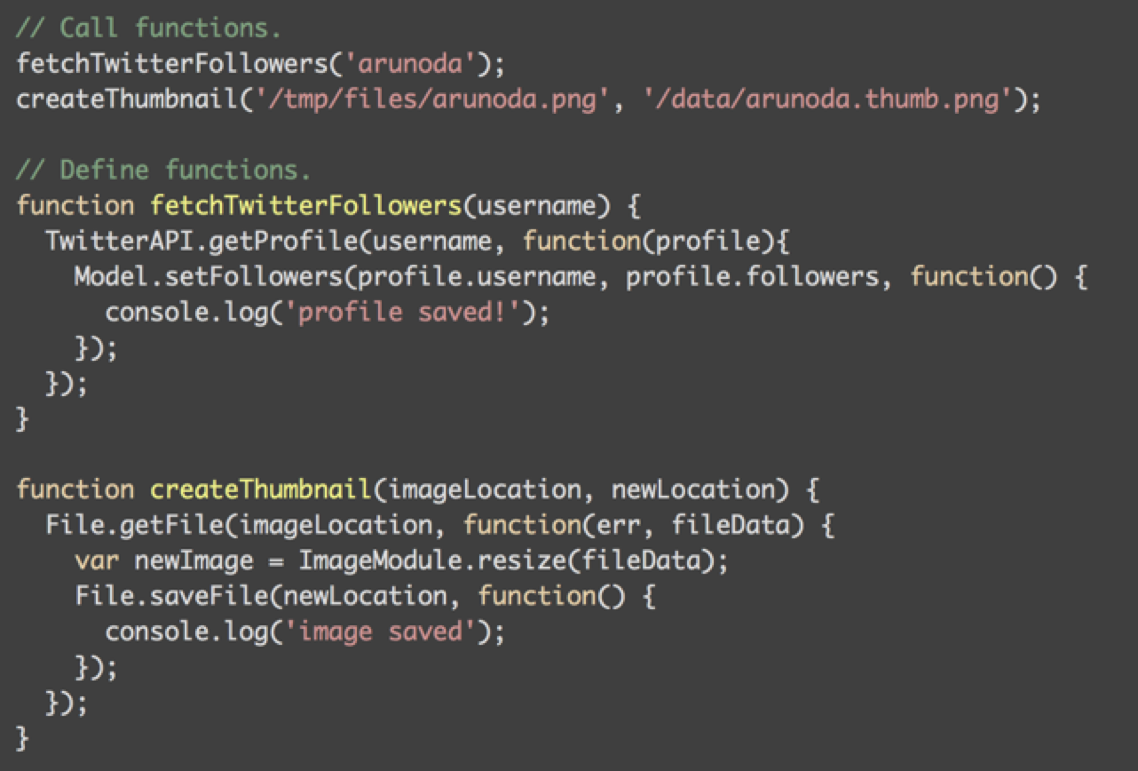 // Call functions.
fetchTwitterFollowers('arunoda');
createThumbnail('/tmp/files/arunoda.png', '/data/arunoda.thumb.png');

// Define functions.
function fetchTwitterFollowers(username) {
  TwitterAPI.getProfile(username, function(profile){
    Model.setFollowers(profile.username, profile.followers, function() {
      console.log('profile saved!');
    });
  });
}

function createThumbnail(imageLocation, newLocation) {
  File.getFile(imageLocation, function(err, fileData) {
    var newImage = ImageModule.resize(fileData);
    File.saveFile(newLocation, function() {
      console.log('image saved');
    });
  });
}